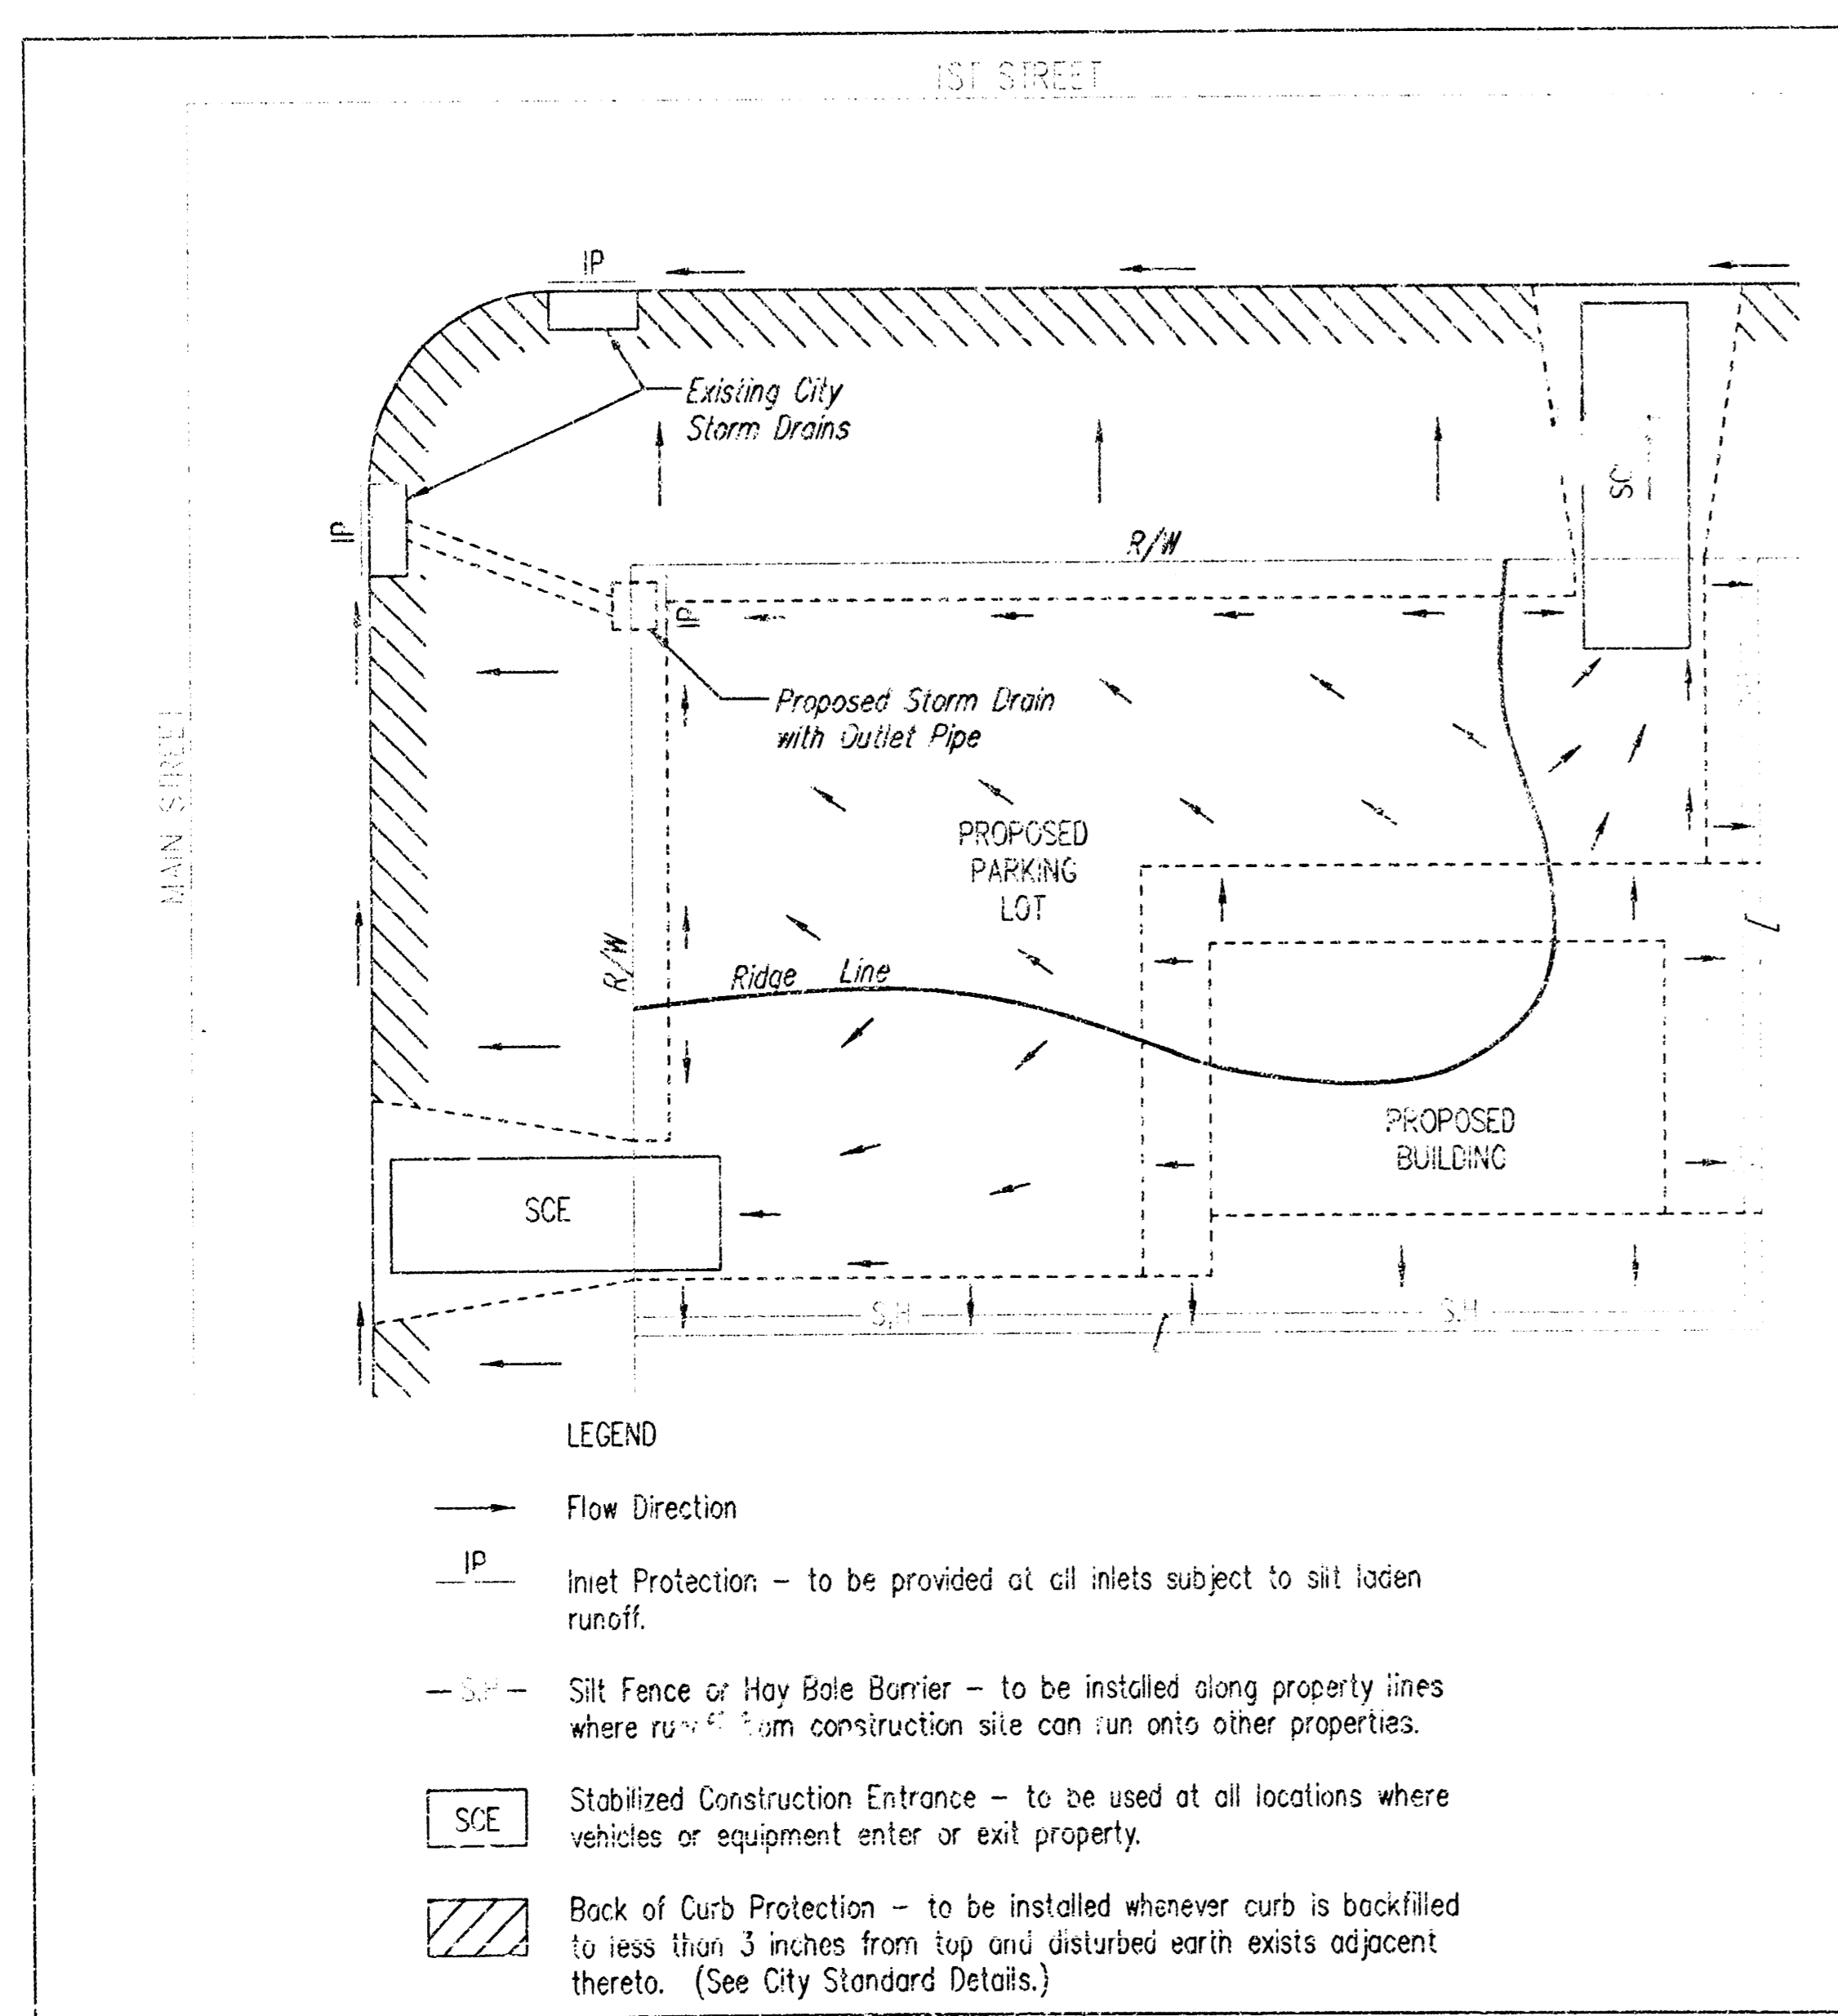 1ST STREET
IP
Existing City
Storm Drains
SC
IP
R/W
IP
Proposed Storm Drain
with Outlet Pipe
MAIN STREET
PROPOSED
PARKING
LOT
R/W
Ridge Line
PROPOSED
BUILDING
SCE
S,H
S.H
LEGEND
Flow Direction
IP
Inlet Protection – to be provided at all inlets subject to silt laden
runoff.
Silt Fence or Hay Bale Barrier – to be installed along property lines
where runoff from construction site can run onto other properties.
SCE
Stabilized Construction Entrance – to be used at all locations where
vehicles or equipment enter or exit property.
Back of Curb Protection – to be installed whenever curb is backfilled
to less than 3 inches from top and disturbed earth exists adjacent
thereto. (See City Standard Details.)